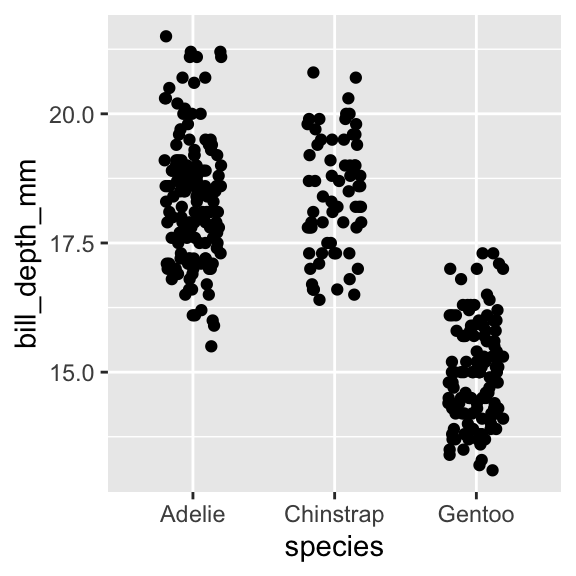 20.0
17.5
15.0
bill_depth_mm
Adelie Chinstrap Gentoo
species